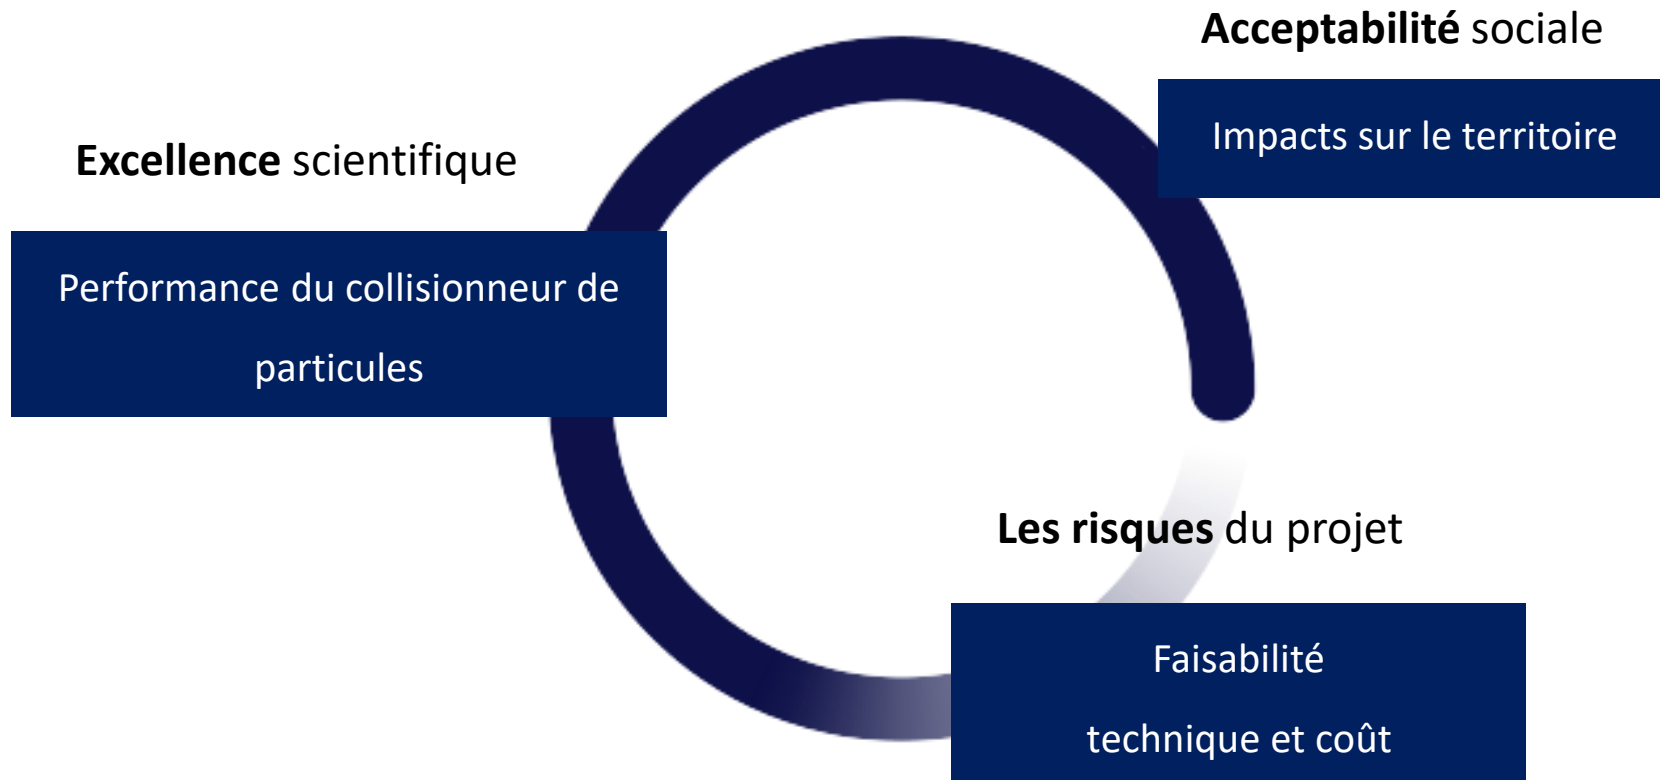 Acceptabilité sociale
Impacts sur le territoire
Excellence scientifique
Performance du collisionneur de
particules
Les risques du projet
Faisabilité
technique et coût